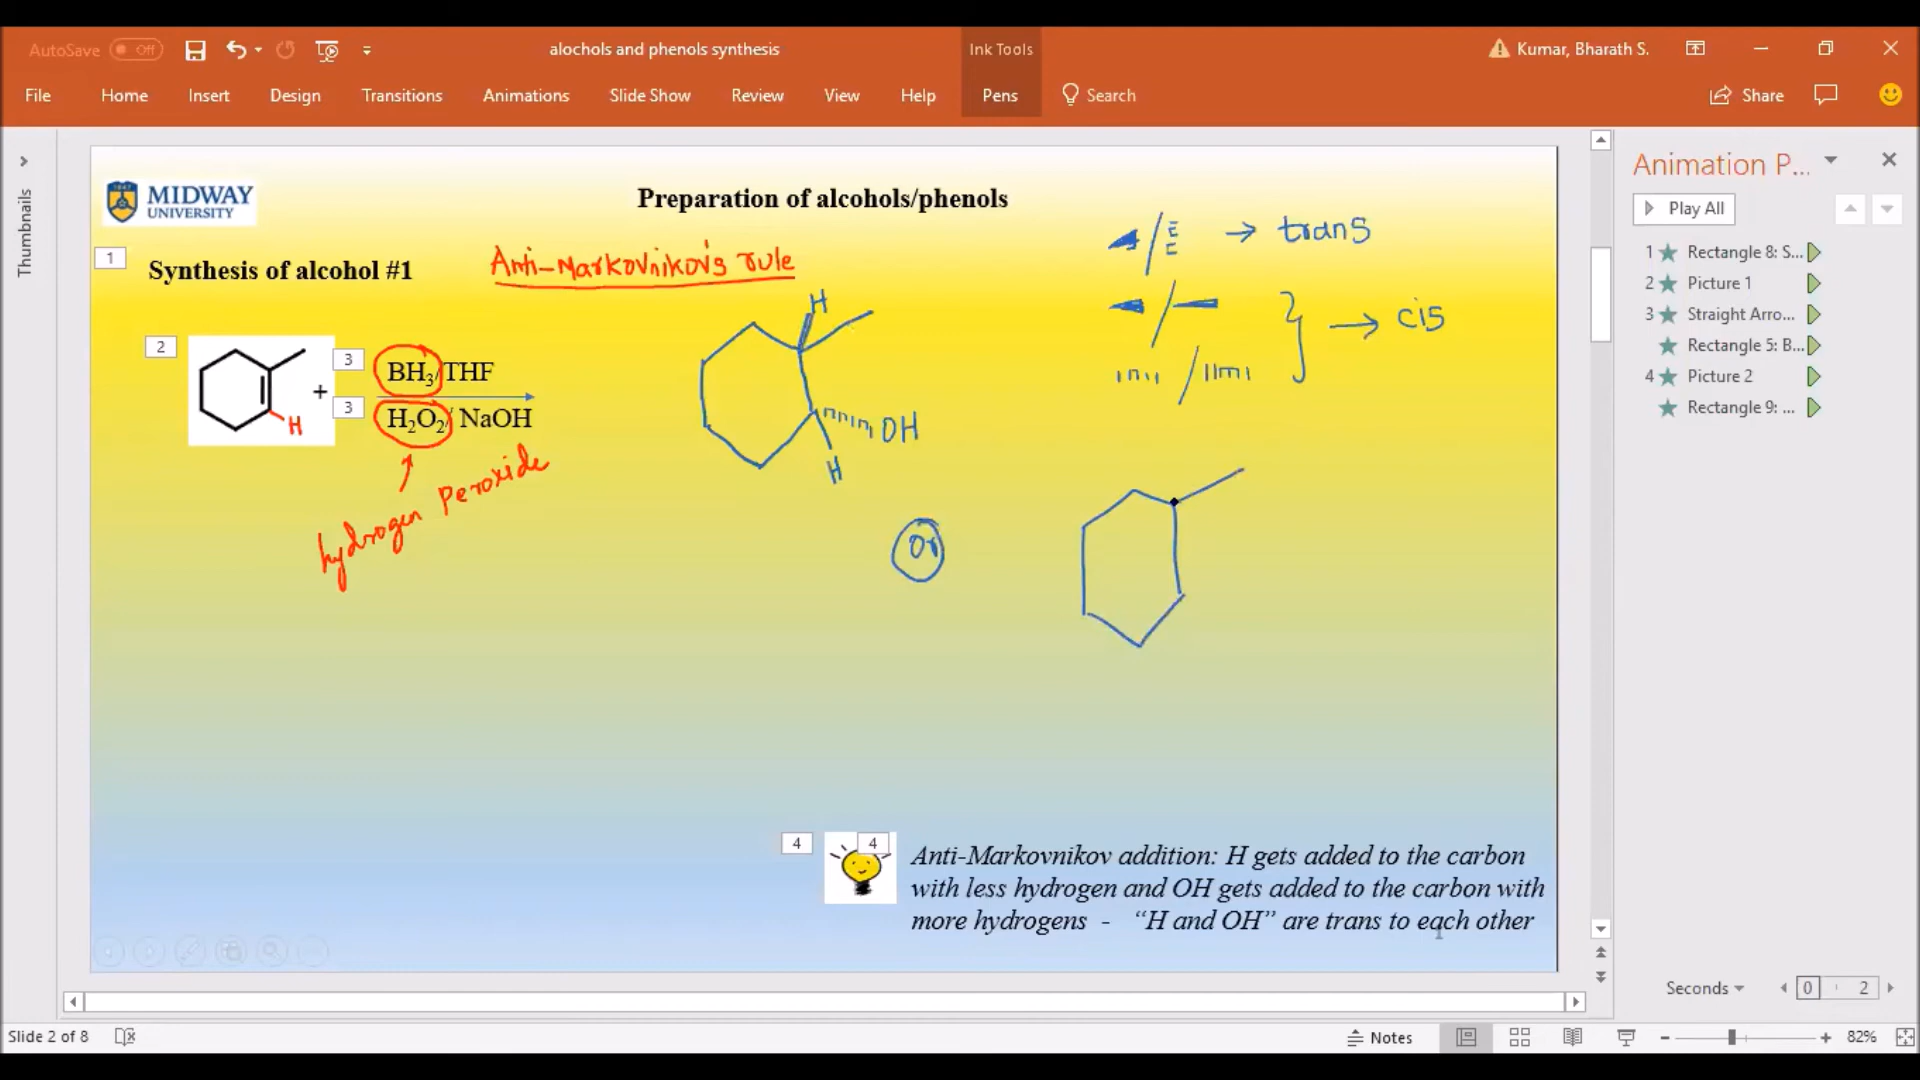 AutoSave Off
alochols and phenols synthesis
Ink Tools
Kumar, Bharath S.
File Home Insert Design Transitions Animations Slide Show Review View Help Pens Search Share
Thumbnails
MIDWAY
UNIVERSITY
Preparation of alcohols/phenols
1
Synthesis of alcohol #1
Anti-Markovnikov's rule
→ trans
→ cis
2
3
BH3/THF
+
3
H2O2/ NaOH
H
hydrogen Peroxide
H
OH
H
Or
4
4
Anti-Markovnikov addition: H gets added to the carbon
with less hydrogen and OH gets added to the carbon with
more hydrogens - “H and OH” are trans to each other
Animation P...
Play All
1 Rectangle 8: S...
2 Picture 1
3 Straight Arro...
Rectangle 5: B...
4 Picture 2
Rectangle 9: ...
Seconds 0 2
Slide 2 of 8
Notes
82%